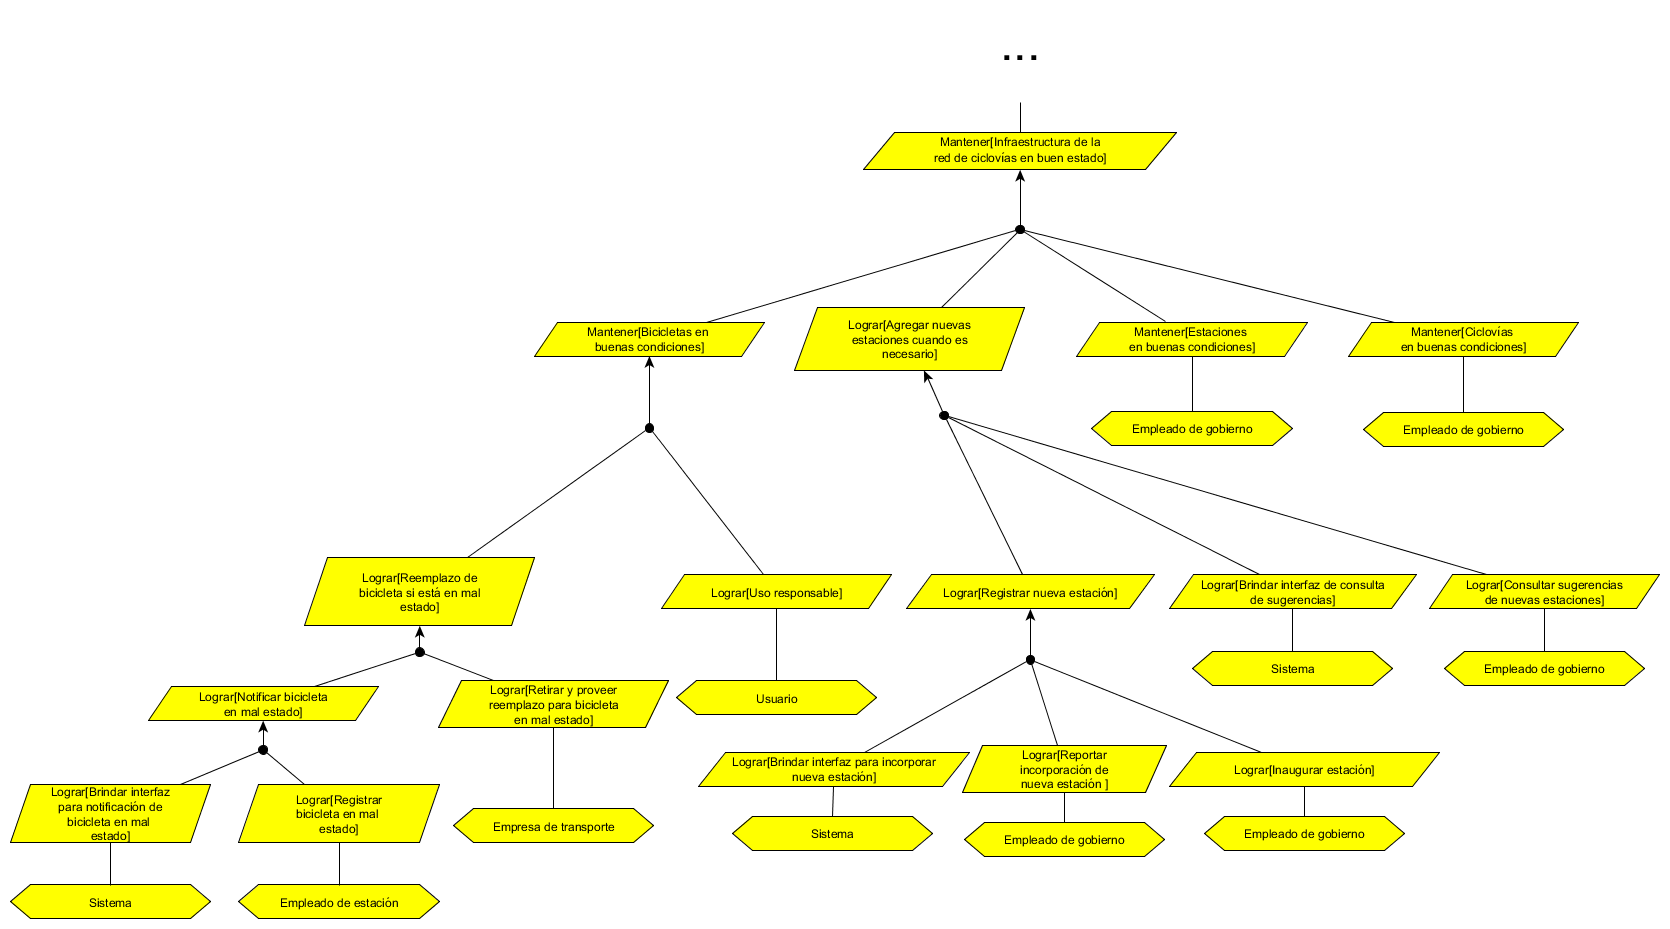 ...
Mantener[Infraestructura de la
red de ciclovías en buen estado]
Mantener[Bicicletas en
buenas condiciones]
Lograr[Agregar nuevas
estaciones cuando es
necesario]
Mantener[Estaciones
en buenas condiciones]
Mantener[Ciclovías
en buenas condiciones]
Empleado de gobierno
Empleado de gobierno
Lograr[Reemplazo de
bicicleta si está en mal
estado]
Lograr[Uso responsable]
Lograr[Registrar nueva estación]
Lograr[Brindar interfaz de consulta
de sugerencias]
Lograr[Consultar sugerencias
de nuevas estaciones]
Sistema
Empleado de gobierno
Lograr[Notificar bicicleta
en mal estado]
Lograr[Retirar y proveer
reemplazo para bicicleta
en mal estado]
Usuario
Lograr[Brindar interfaz para incorporar
nueva estación]
Lograr[Reportar
incorporación de
nueva estación ]
Lograr[Inaugurar estación]
Lograr[Brindar interfaz
para notificación de
bicicleta en mal
estado]
Lograr[Registrar
bicicleta en mal
estado]
Empresa de transporte
Sistema
Empleado de gobierno
Empleado de gobierno
Sistema
Empleado de estación